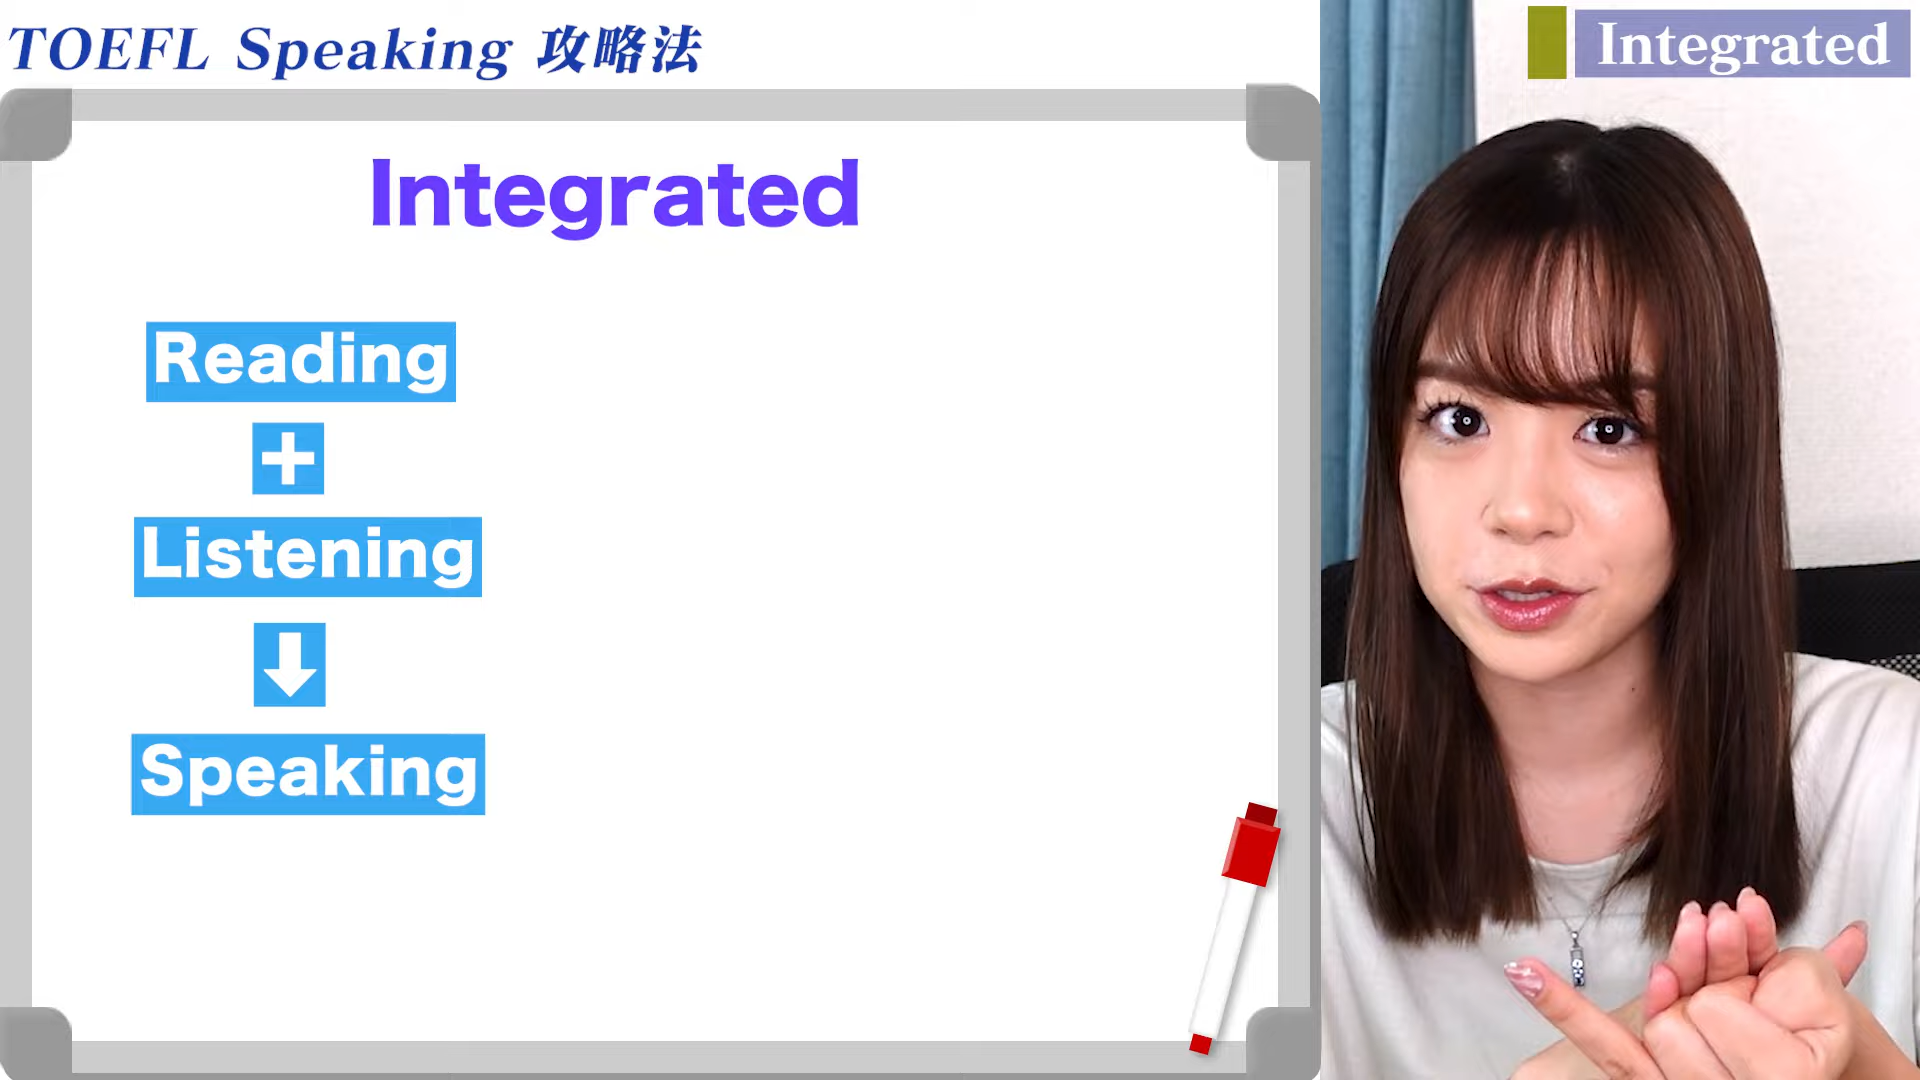 TOEFL Speaking 攻略法
Integrated
Integrated
Reading
+
Listening
Speaking